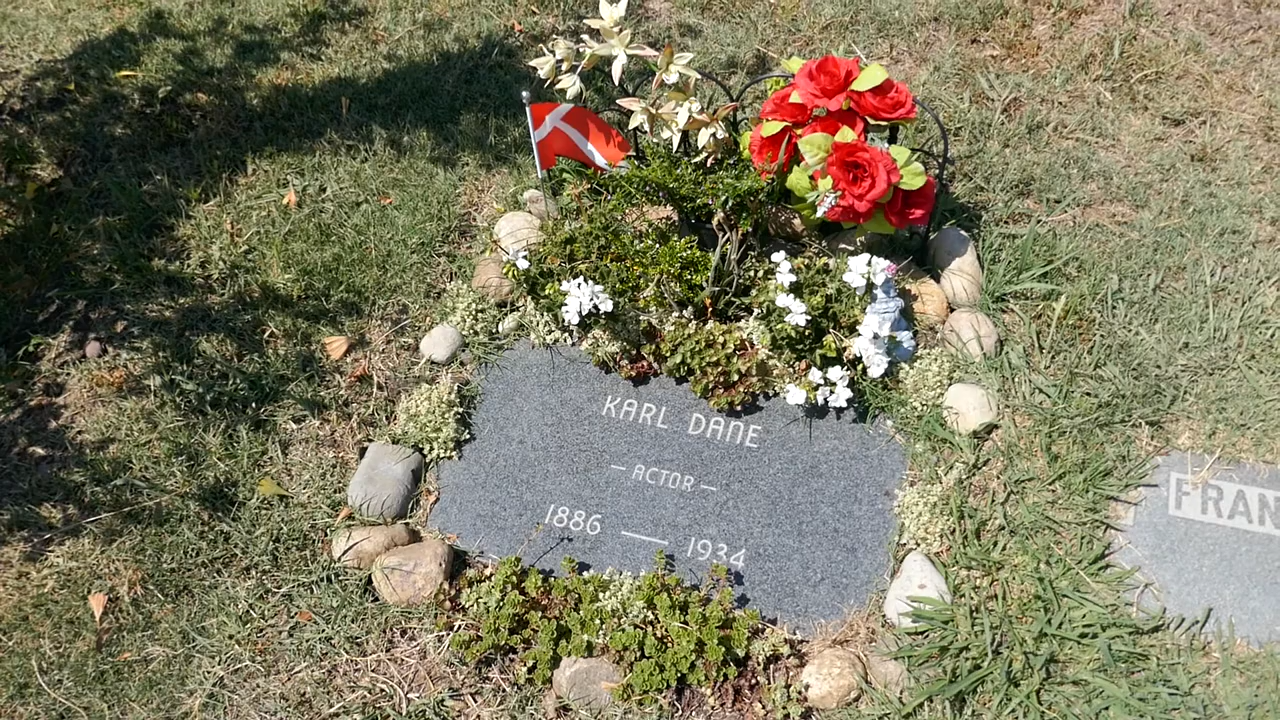 KARL DANE
— ACTOR —
1886 — 1934
FRAN